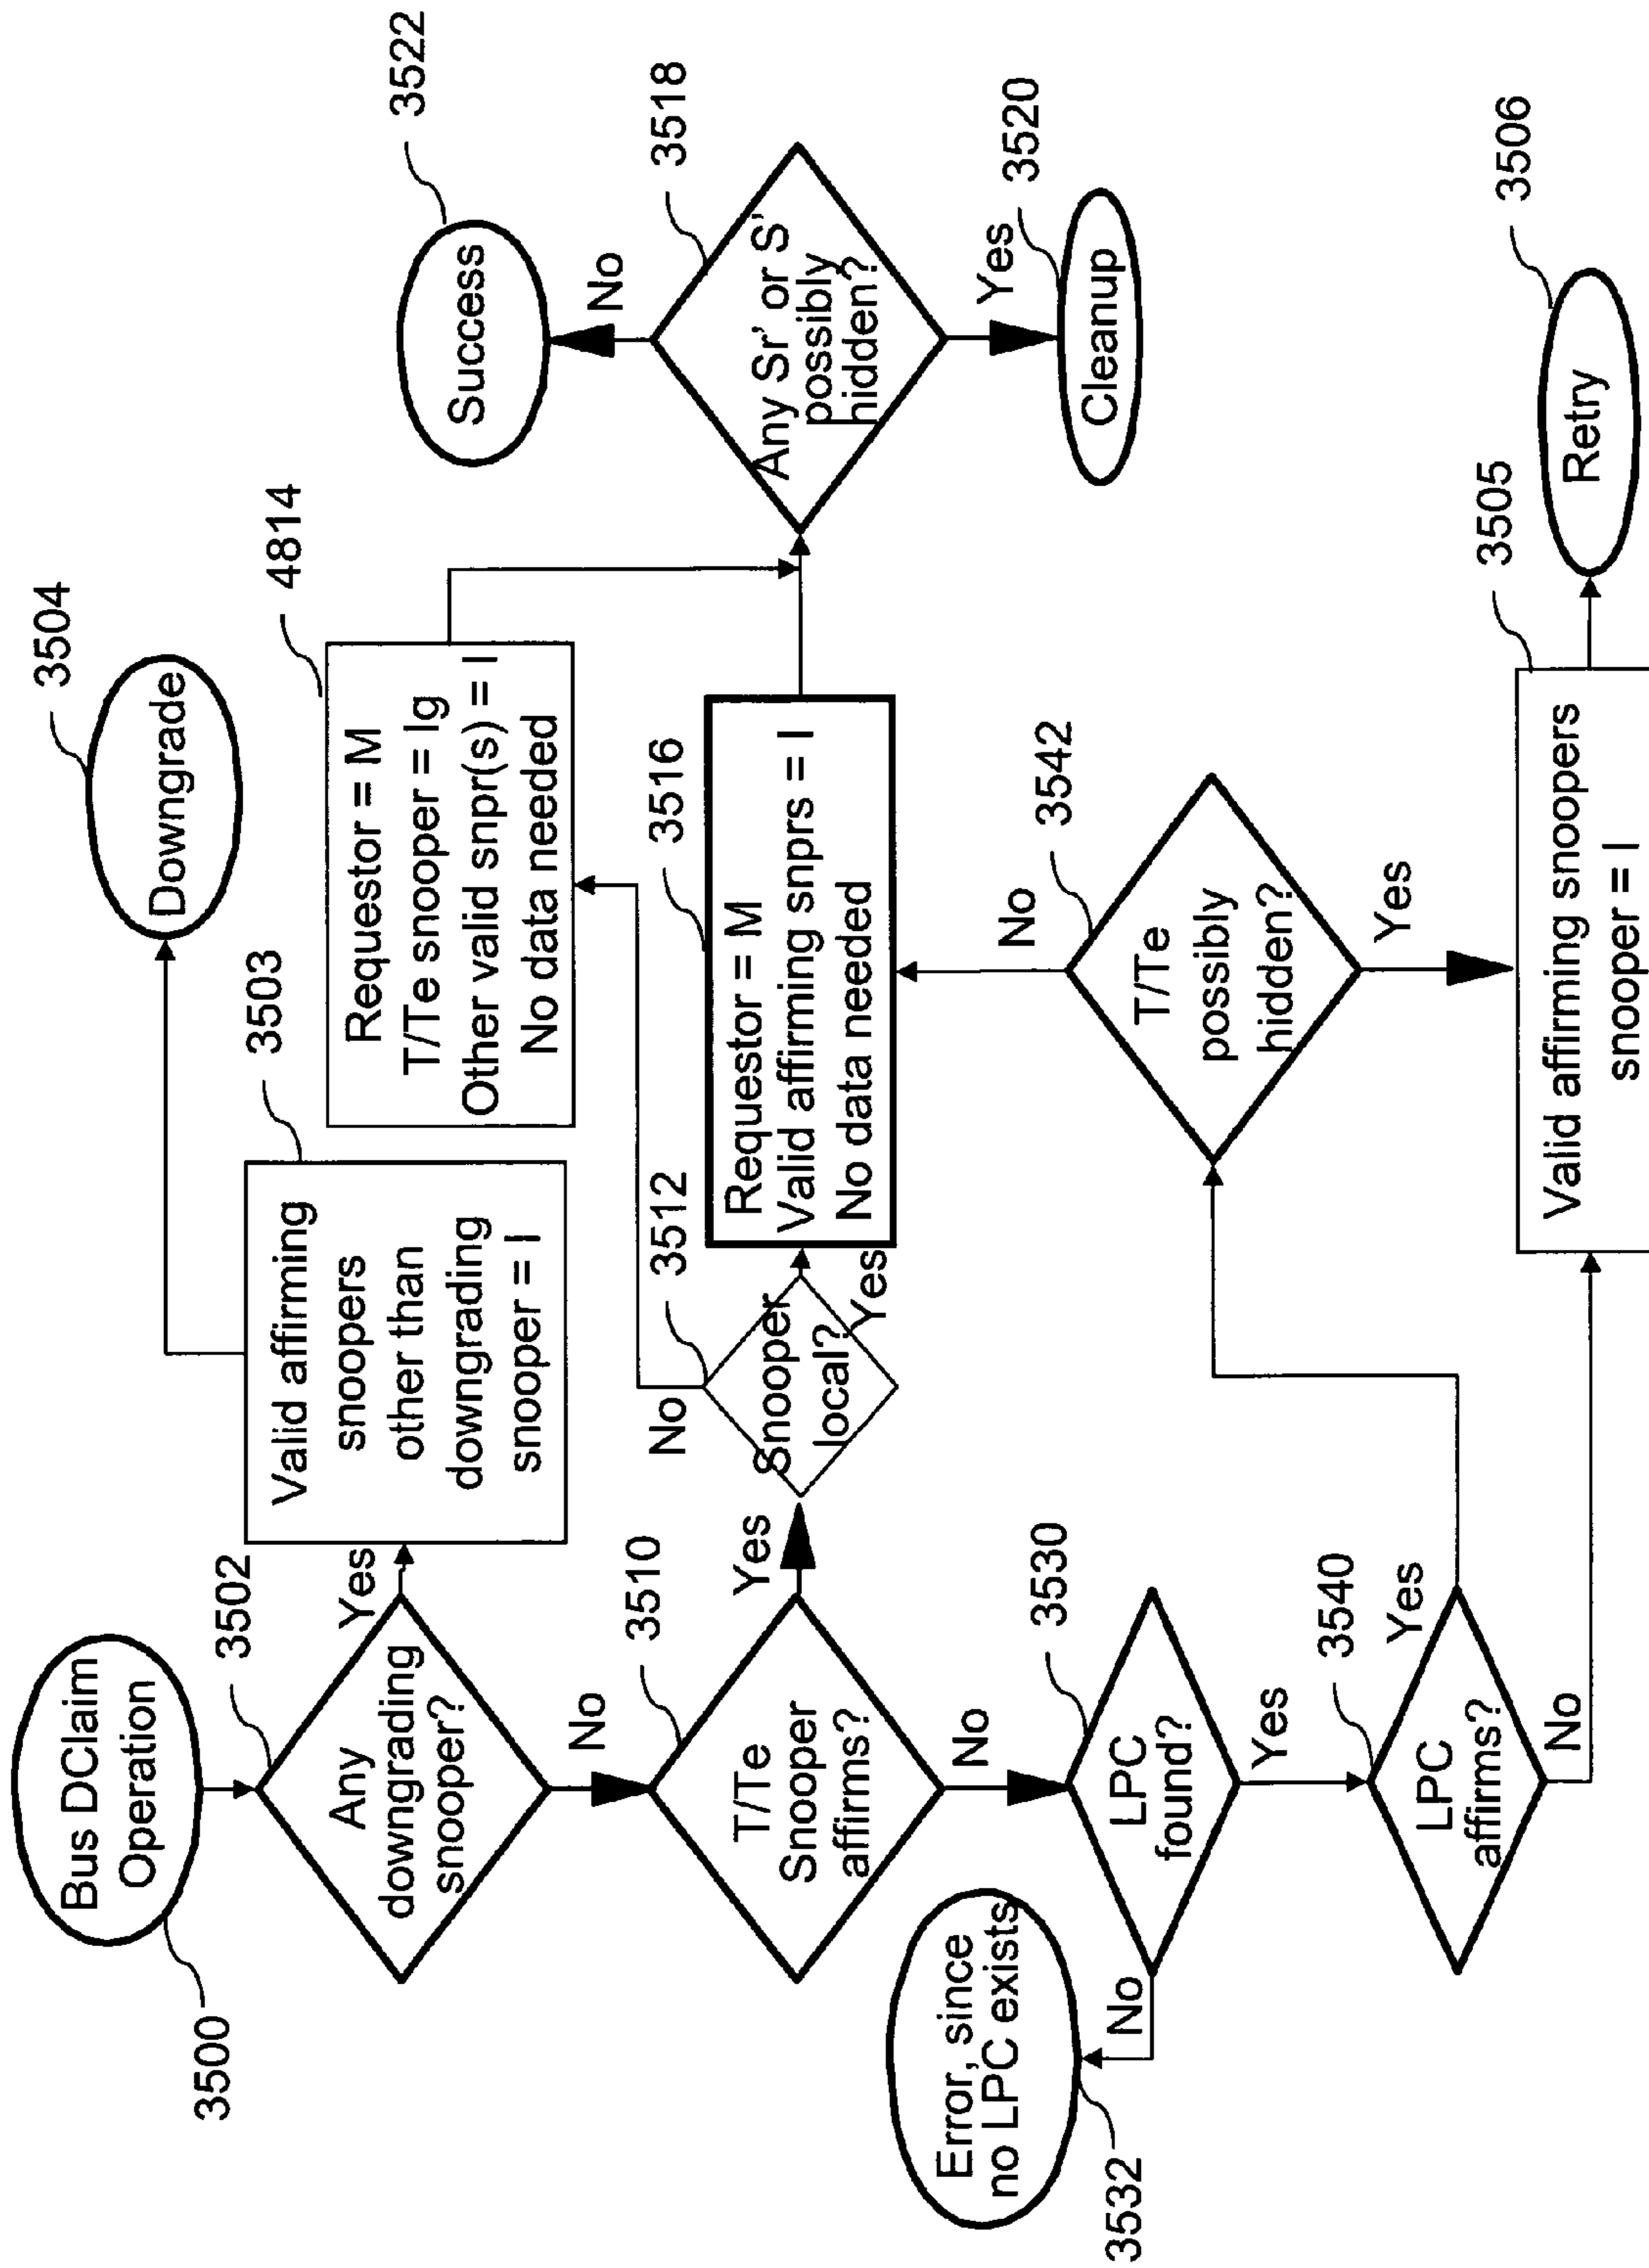 Bus DClaim
Operation
3500
Any
downgrading
snooper?
3502
Yes
No
Valid affirming
snoopers
other than
downgrading
snooper = I
3503
Downgrade
3504
T/Te
Snooper
affirms?
3510
Yes
No
Snooper
local?
3512
No
Yes
Requestor = M
T/Te snooper = Ig
Other valid snpr(s) = I
No data needed
4814
Requestor = M
Valid affirming snprs = I
No data needed
3516
Any Sr' or S'
possibly
hidden?
3518
No
Success
3522
Yes
Cleanup
3520
LPC
found?
3530
No
Error, since
no LPC exists
3532
Yes
LPC
affirms?
3540
Yes
No
T/Te
possibly
hidden?
3542
No
Yes
Valid affirming snoopers
snooper = I
3505
Retry
3506